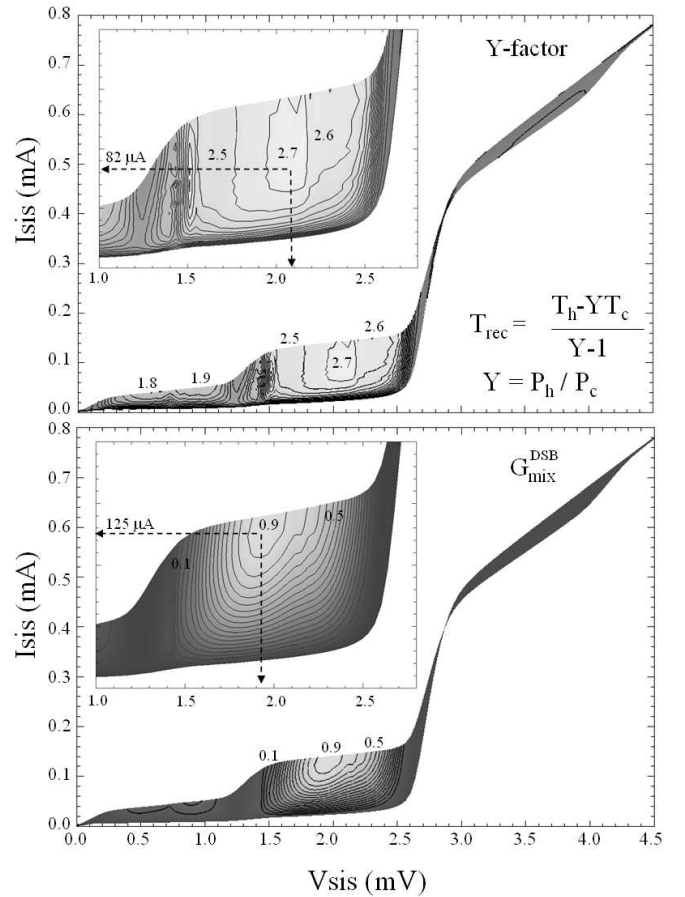 0.8
Y-factor
0.7
0.6
2.6
82 μA
2.5
2.7
0.5
0.4
0.3
1.0 1.5 2.0 2.5
0.2
T_rec = T_h-YT_c
Y-1
2.5 2.6
0.1
2.7
1.8 1.9
Y = P_h / P_c
0.0
Isis (mA)
0.8
G_mix^DSB
0.7
125 μA 0.9 0.5
0.6
0.1
0.5
0.4
0.3
1.0 1.5 2.0 2.5
0.2
0.1 0.9 0.5
0.1
0.0
0.0 0.5 1.0 1.5 2.0 2.5 3.0 3.5 4.0 4.5
Isis (mA)
Vsis (mV)